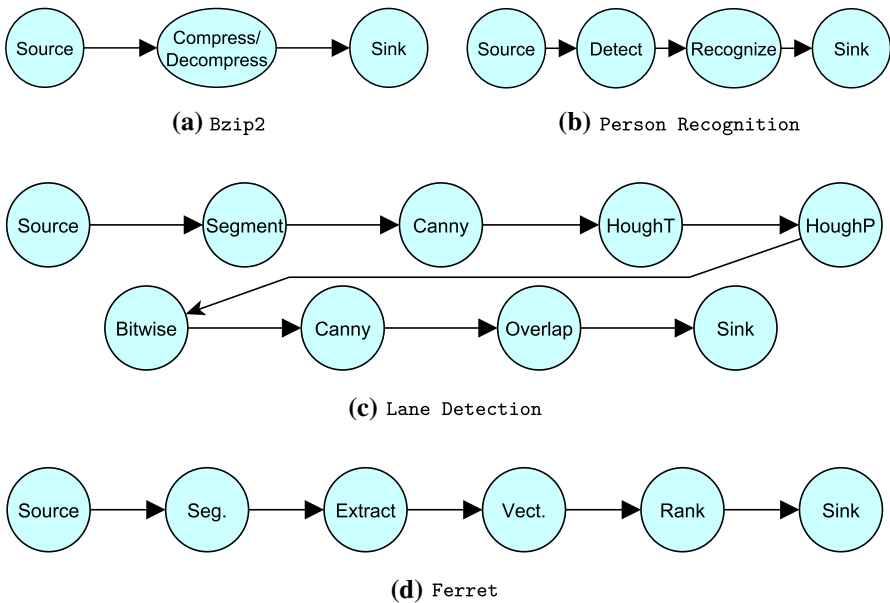 Source Compress/ Decompress Sink
(a) Bzip2
Source Detect Recognize Sink
(b) Person Recognition
Source Segment Canny HoughT HoughP
Bitwise Canny Overlap Sink
(c) Lane Detection
Source Seg. Extract Vect. Rank Sink
(d) Ferret